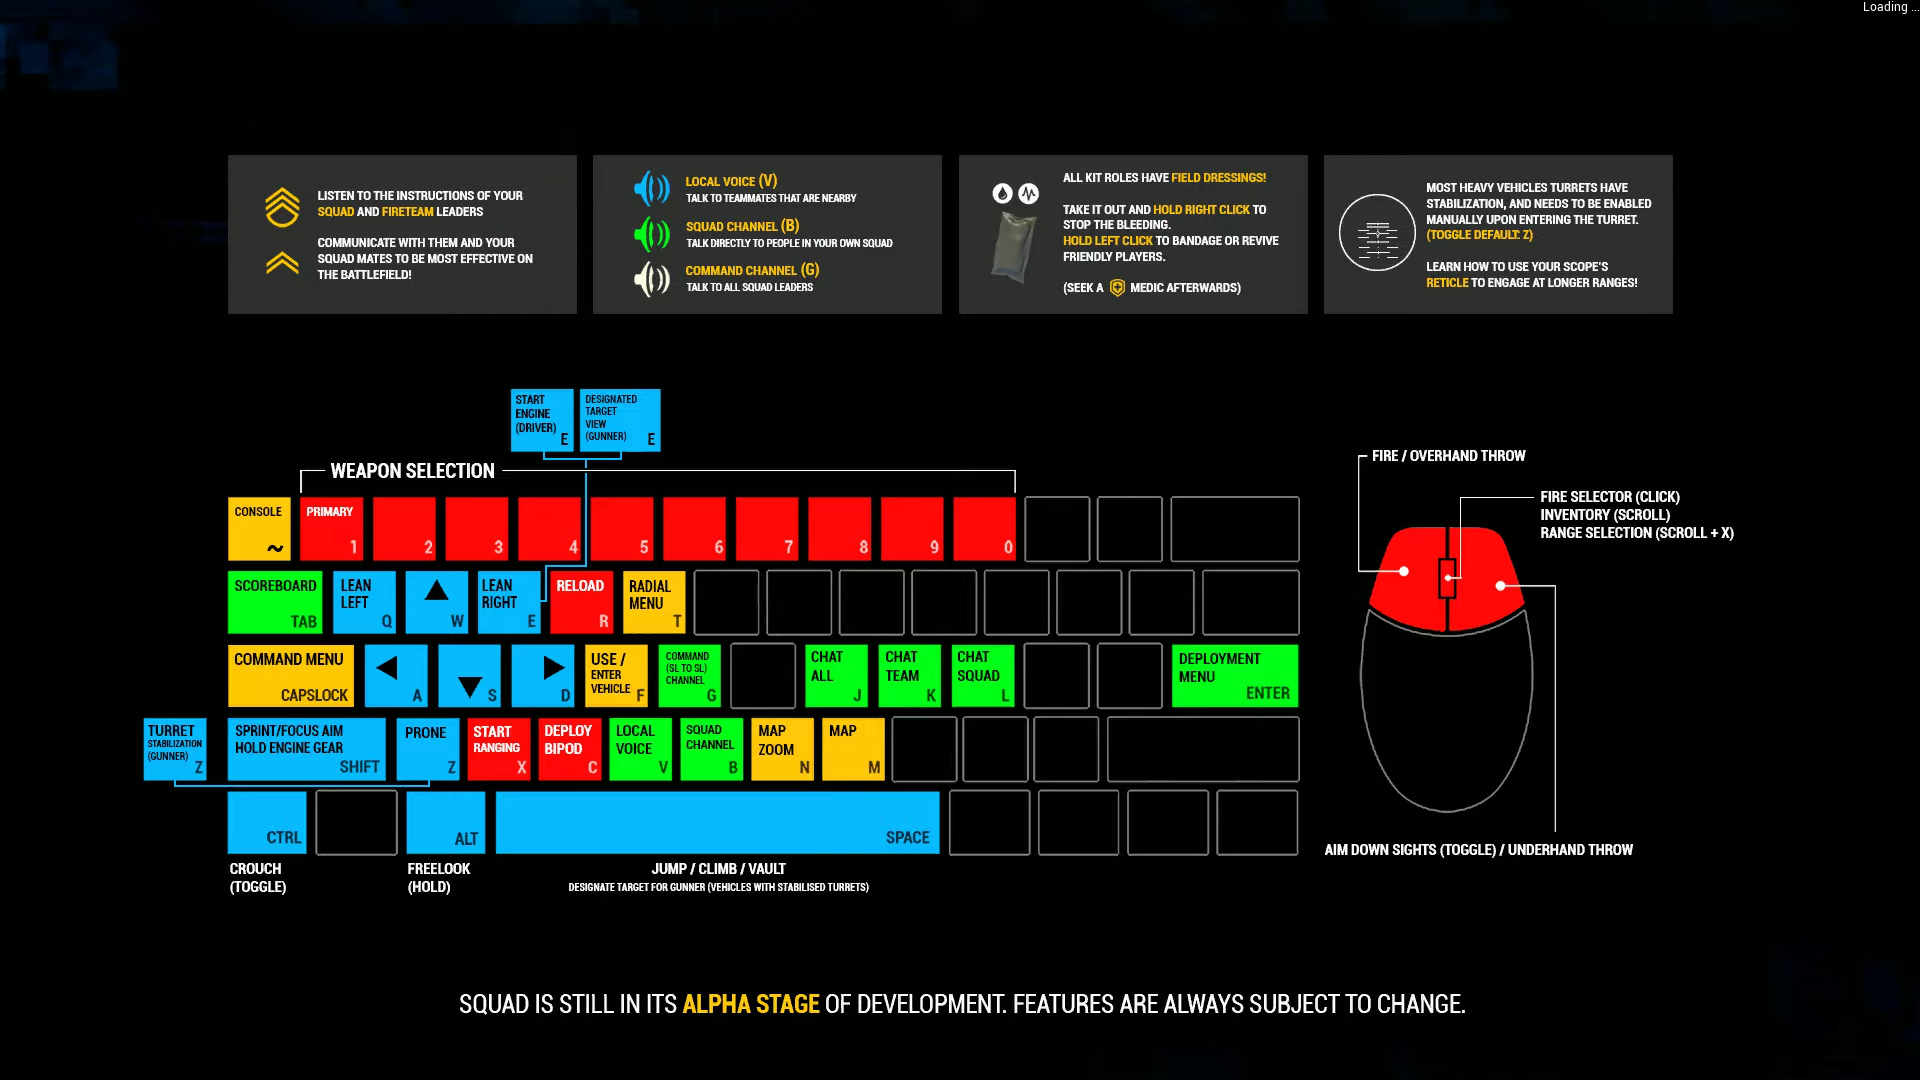 Loading ...
LISTEN TO THE INSTRUCTIONS OF YOUR
SQUAD AND FIRETEAM LEADERS
COMMUNICATE WITH THEM AND YOUR
SQUAD MATES TO BE MOST EFFECTIVE ON
THE BATTLEFIELD!
LOCAL VOICE (V)
TALK TO TEAMMATES THAT ARE NEARBY
SQUAD CHANNEL (B)
TALK DIRECTLY TO PEOPLE IN YOUR OWN SQUAD
COMMAND CHANNEL (G)
TALK TO ALL SQUAD LEADERS
ALL KIT ROLES HAVE FIELD DRESSINGS!
TAKE IT OUT AND HOLD RIGHT CLICK TO
STOP THE BLEEDING.
HOLD LEFT CLICK TO BANDAGE OR REVIVE
FRIENDLY PLAYERS.
(SEEK A MEDIC AFTERWARDS)
MOST HEAVY VEHICLES TURRETS HAVE
STABILIZATION, AND NEEDS TO BE ENABLED
MANUALLY UPON ENTERING THE TURRET.
(TOGGLE DEFAULT: Z)
LEARN HOW TO USE YOUR SCOPE'S
RETICLE TO ENGAGE AT LONGER RANGES!
START
ENGINE
(DRIVER) E
DESIGNATED
TARGET
VIEW
(GUNNER) E
WEAPON SELECTION
CONSOLE
~
PRIMARY
1
2
3
4
5
6
7
8
9
0
SCOREBOARD
TAB
LEAN
LEFT
Q
W
LEAN
RIGHT
E
RELOAD
R
RADIAL
MENU
T
COMMAND MENU
CAPSLOCK
A
S
D
USE /
ENTER
VEHICLE F
COMMAND
(SL TO SL)
CHANNEL
G
CHAT
ALL
J
CHAT
TEAM
K
CHAT
SQUAD
L
DEPLOYMENT
MENU
ENTER
TURRET
STABILIZATION
(GUNNER) Z
SPRINT/FOCUS AIM
HOLD ENGINE GEAR
SHIFT
PRONE
Z
START
RANGING
X
DEPLOY
BIPOD
C
LOCAL
VOICE
V
SQUAD
CHANNEL
B
MAP
ZOOM
N
MAP
M
CTRL
ALT
SPACE
CROUCH
(TOGGLE)
FREELOOK
(HOLD)
JUMP / CLIMB / VAULT
DESIGNATE TARGET FOR GUNNER (VEHICLES WITH STABILISED TURRETS)
FIRE / OVERHAND THROW
FIRE SELECTOR (CLICK)
INVENTORY (SCROLL)
RANGE SELECTION (SCROLL + X)
AIM DOWN SIGHTS (TOGGLE) / UNDERHAND THROW
SQUAD IS STILL IN ITS ALPHA STAGE OF DEVELOPMENT. FEATURES ARE ALWAYS SUBJECT TO CHANGE.